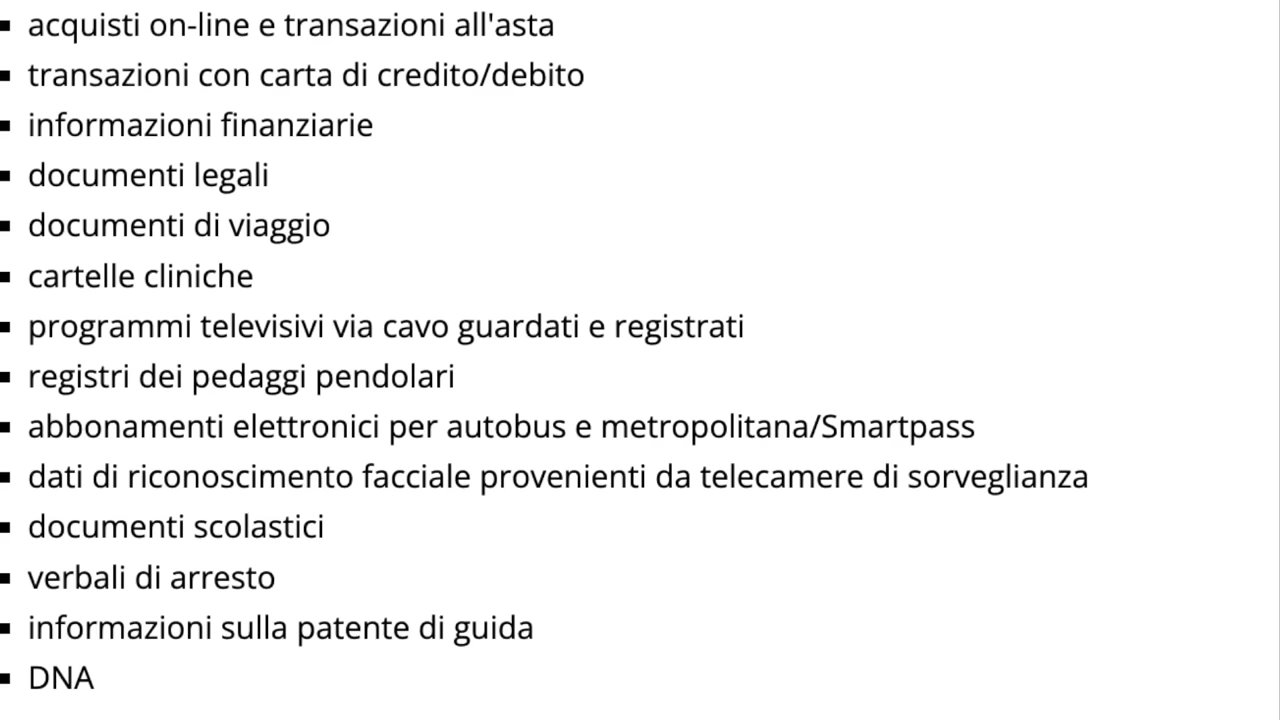 ▪ acquisti on-line e transazioni all'asta
▪ transazioni con carta di credito/debito
▪ informazioni finanziarie
▪ documenti legali
▪ documenti di viaggio
▪ cartelle cliniche
▪ programmi televisivi via cavo guardati e registrati
▪ registri dei pedaggi pendolari
▪ abbonamenti elettronici per autobus e metropolitana/Smartpass
▪ dati di riconoscimento facciale provenienti da telecamere di sorveglianza
▪ documenti scolastici
▪ verbali di arresto
▪ informazioni sulla patente di guida
▪ DNA